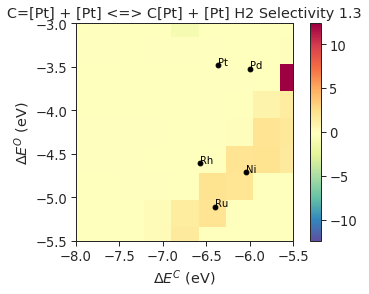 C=[Pt] + [Pt] <=> C[Pt] + [Pt] H2 Selectivity 1.3
−3.0
−3.5
−4.0
−4.5
−5.0
−5.5
ΔE^O (eV)
Pt
Pd
Rh
Ni
Ru
10
5
0
−5
−10
−8.0 −7.5 −7.0 −6.5 −6.0 −5.5
ΔE^C (eV)